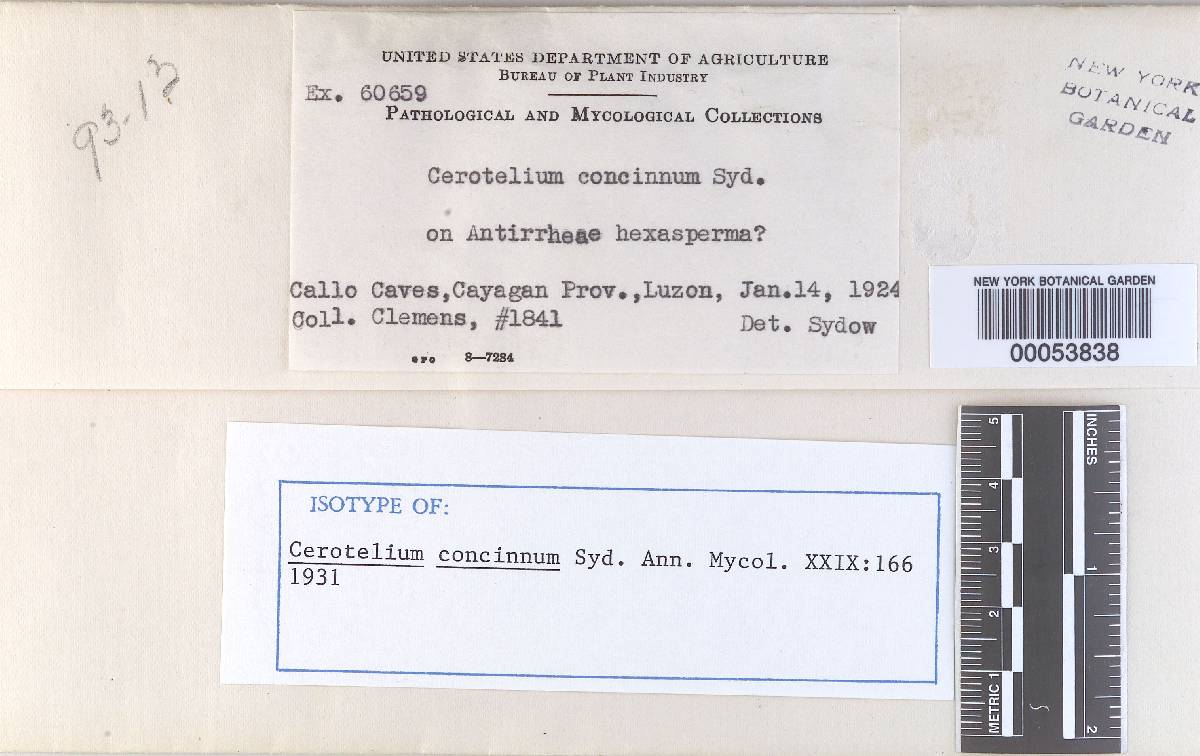 93-12
UNITED STATES DEPARTMENT OF AGRICULTURE
BUREAU OF PLANT INDUSTRY
Ex. 60659
PATHOLOGICAL AND MYCOLOGICAL COLLECTIONS
Cerotelium concinnum Syd.
on Antirrheae hexasperma?
Callo Caves,Cayagan Prov.,Luzon, Jan.14, 1924
Coll. Clemens, #1841 Det. Sydow
GPO 8—7284
NEW YORK
BOTANICAL
GARDEN
NEW YORK BOTANICAL GARDEN
00053838
ISOTYPE OF:
Cerotelium concinnum Syd. Ann. Mycol. XXIX:166
1931
5
4
3
2
METRIC 1
INCHES
1
2